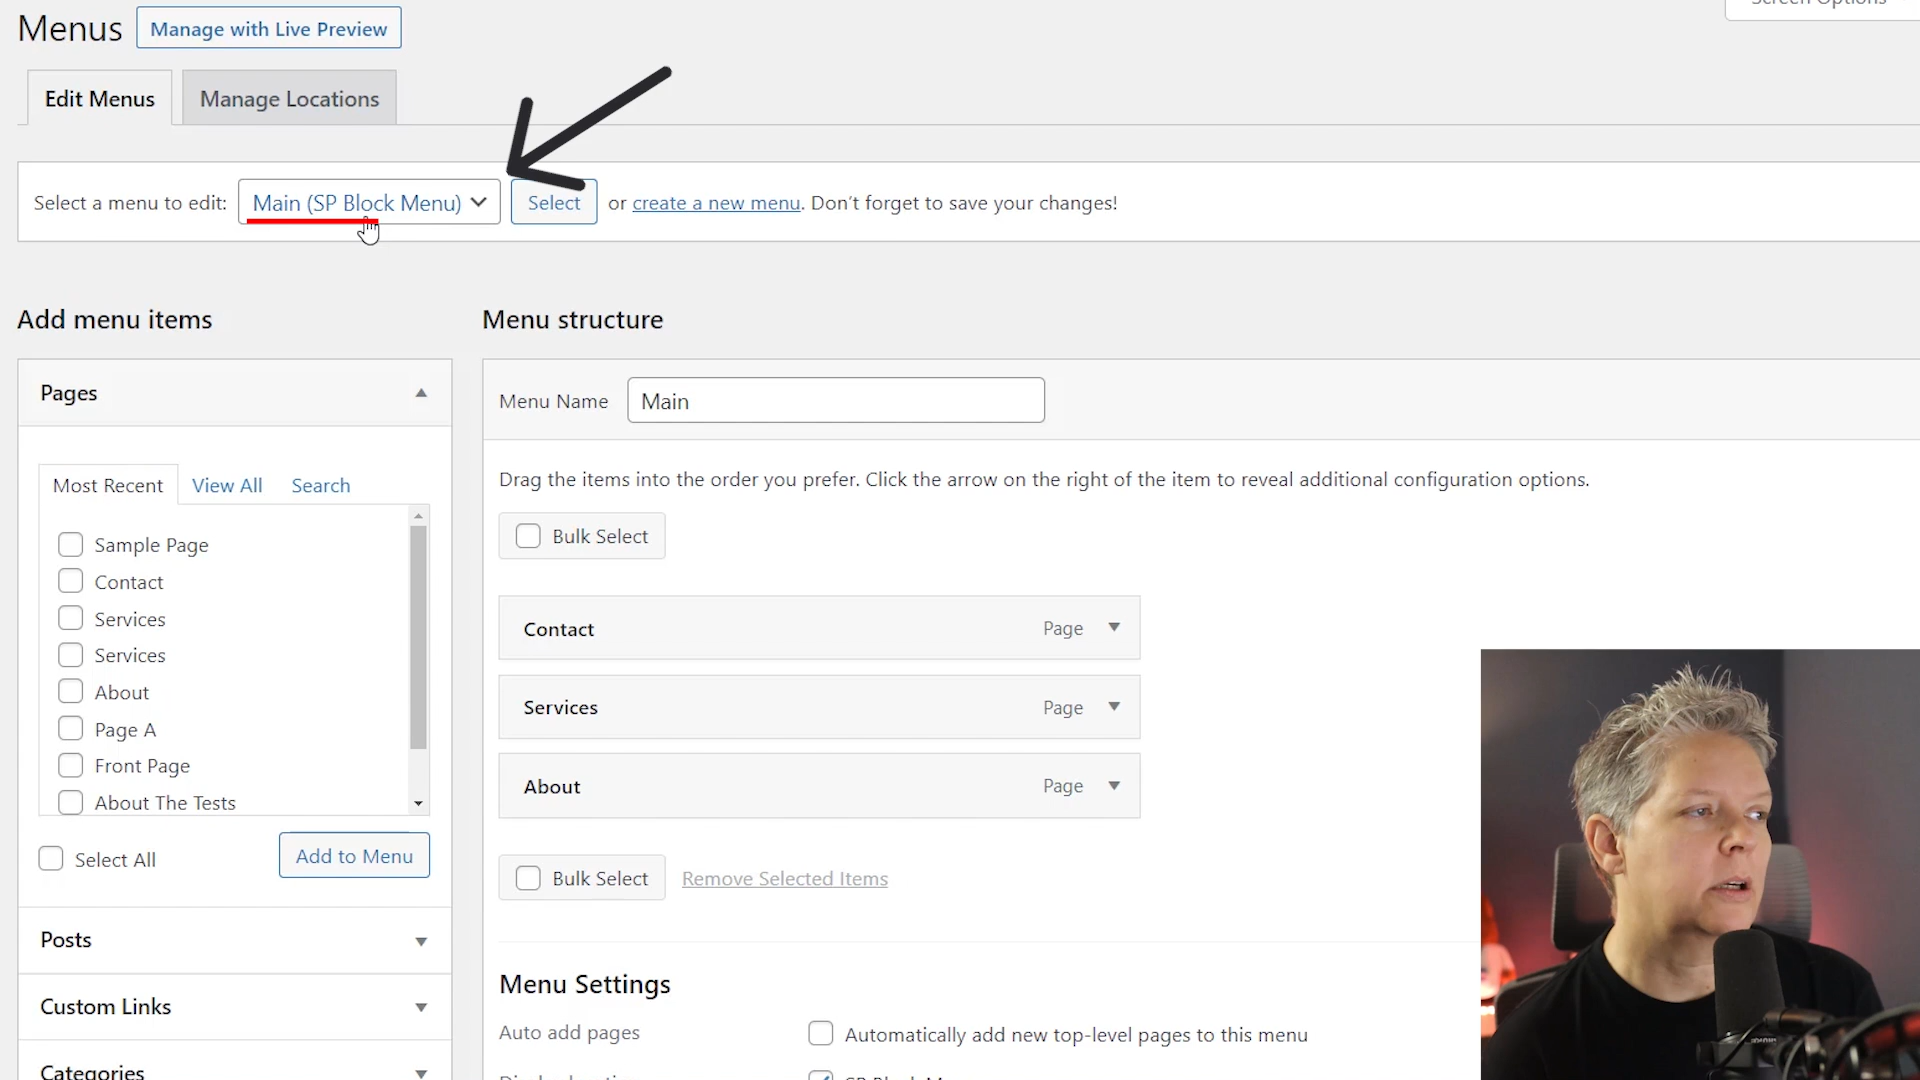 Menus Manage with Live Preview
Screen Options
Edit Menus Manage Locations
Select a menu to edit: Main (SP Block Menu) Select or create a new menu. Don't forget to save your changes!
Add menu items
Menu structure
Pages
Menu Name Main
Most Recent View All Search
Drag the items into the order you prefer. Click the arrow on the right of the item to reveal additional configuration options.
Bulk Select
Sample Page
Contact
Services
Services
About
Page A
Front Page
About The Tests
Contact Page
Services Page
About Page
Select All Add to Menu
Bulk Select Remove Selected Items
Posts
Custom Links
Categories
Menu Settings
Auto add pages Automatically add new top-level pages to this menu